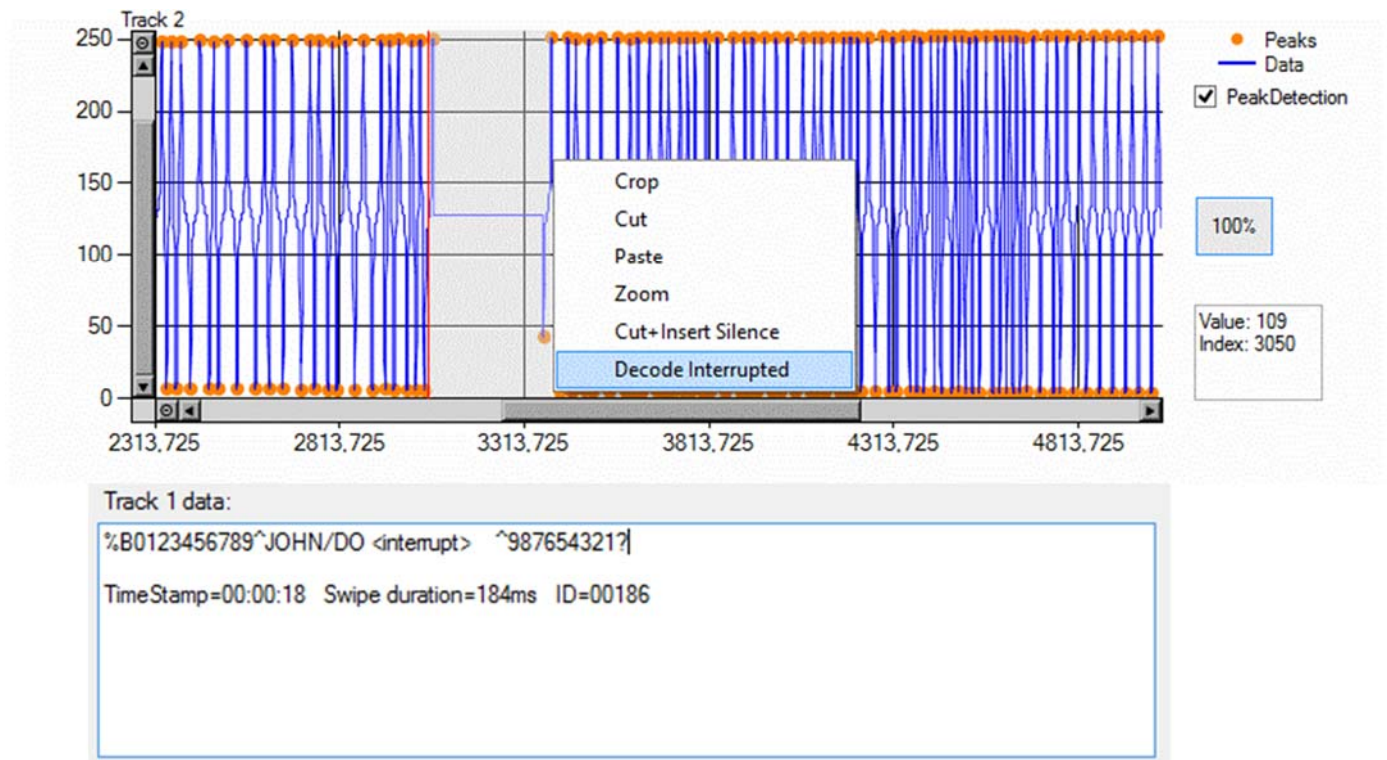 Track 2
250
200
150
100
50
0
2313,725 2813,725 3313,725 3813,725 4313,725 4813,725
Peaks
Data
PeakDetection
100%
Value: 109
Index: 3050
Crop
Cut
Paste
Zoom
Cut+Insert Silence
Decode Interrupted
Track 1 data:
%B0123456789^JOHN/DO <interrupt> ^987654321?
TimeStamp=00:00:18 Swipe duration=184ms ID=00186